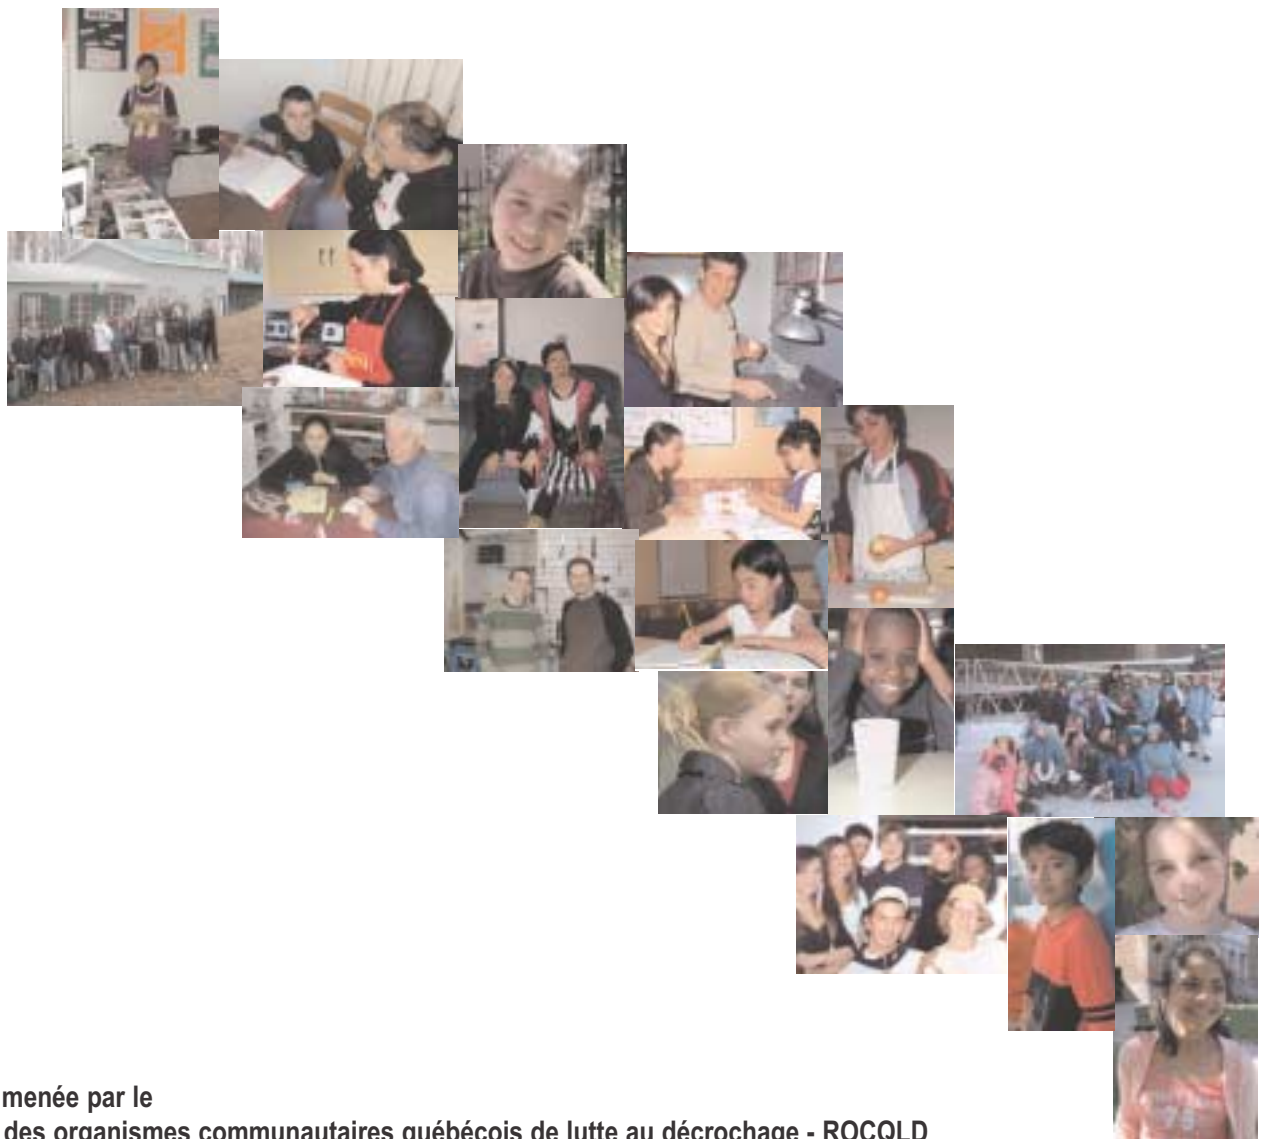 menée par le
des organismes communautaires québécois de lutte au décrochage - ROCQLD